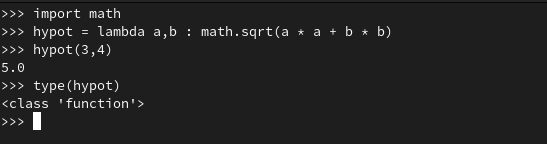 >>> import math
>>> hypot = lambda a,b : math.sqrt(a * a + b * b)
>>> hypot(3,4)
5.0
>>> type(hypot)
<class 'function'>
>>>